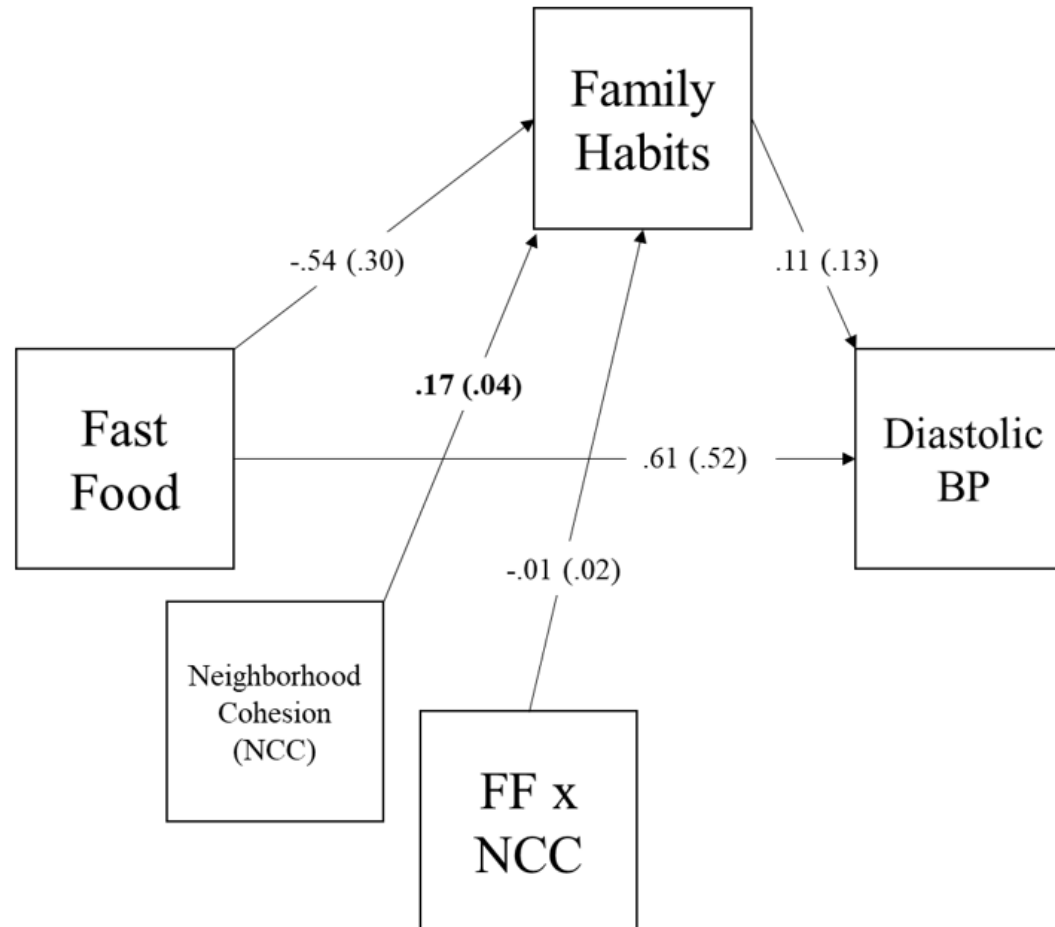 Family
Habits
-.54 (.30)
.11 (.13)
Fast
Food
.17 (.04)
.61 (.52)
Diastolic
BP
-.01 (.02)
Neighborhood
Cohesion
(NCC)
FF x
NCC